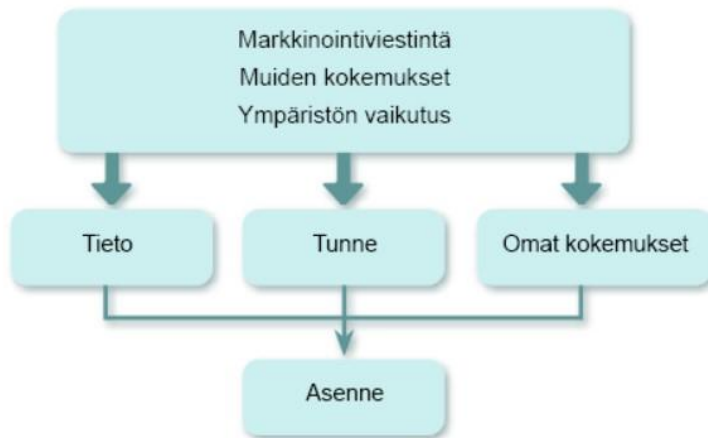 Markkinointiviestintä
Muiden kokemukset
Ympäristön vaikutus
Tieto
Tunne
Omat kokemukset
Asenne